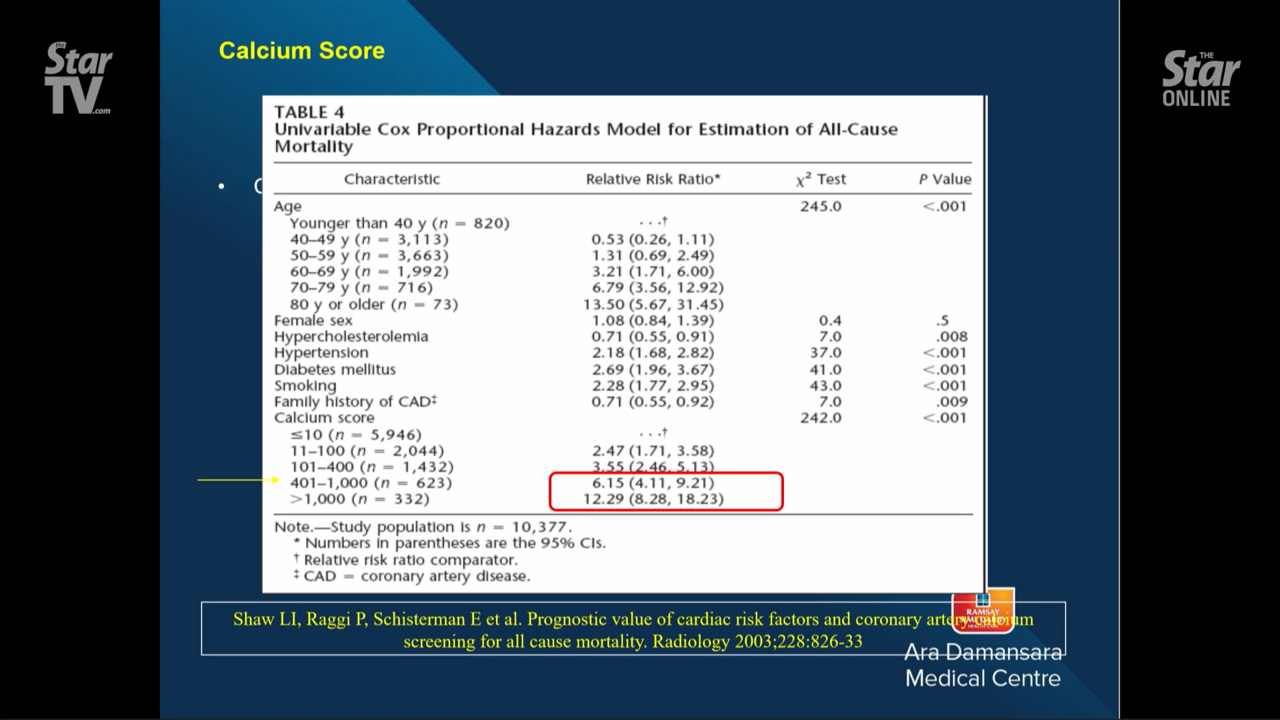 THE
Star
TV.com
Calcium Score
THE
Star
ONLINE
TABLE 4
Univariable Cox Proportional Hazards Model for Estimation of All-Cause
Mortality
Characteristic Relative Risk Ratio* χ² Test P Value
Age 245.0 <.001
Younger than 40 y (n = 820) ...†
40–49 y (n = 3,113) 0.53 (0.26, 1.11)
50–59 y (n = 3,663) 1.31 (0.69, 2.49)
60–69 y (n = 1,992) 3.21 (1.71, 6.00)
70–79 y (n = 716) 6.79 (3.56, 12.92)
80 y or older (n = 73) 13.50 (5.67, 31.45)
Female sex 1.08 (0.84, 1.39) 0.4 .5
Hypercholesterolemia 0.71 (0.55, 0.91) 7.0 .008
Hypertension 2.18 (1.68, 2.82) 37.0 <.001
Diabetes mellitus 2.69 (1.96, 3.67) 41.0 <.001
Smoking 2.28 (1.77, 2.95) 43.0 <.001
Family history of CAD‡ 0.71 (0.55, 0.92) 7.0 .009
Calcium score 242.0 <.001
≤10 (n = 5,946) ...†
11–100 (n = 2,044) 2.47 (1.71, 3.58)
101–400 (n = 1,432) 3.55 (2.46, 5.13)
401–1,000 (n = 623) 6.15 (4.11, 9.21)
>1,000 (n = 332) 12.29 (8.28, 18.23)
Note.—Study population is n = 10,377.
* Numbers in parentheses are the 95% CIs.
† Relative risk ratio comparator.
‡ CAD = coronary artery disease.
Shaw LI, Raggi P, Schisterman E et al. Prognostic value of cardiac risk factors and coronary artery
screening for all cause mortality. Radiology 2003;228:826-33
RAMSAY
Ara Damansara
Medical Centre